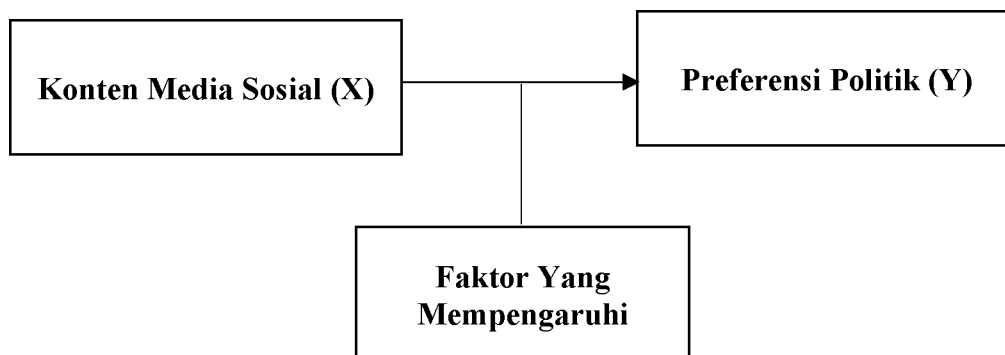 Konten Media Sosial (X)
Preferensi Politik (Y)
Faktor Yang
Mempengaruhi